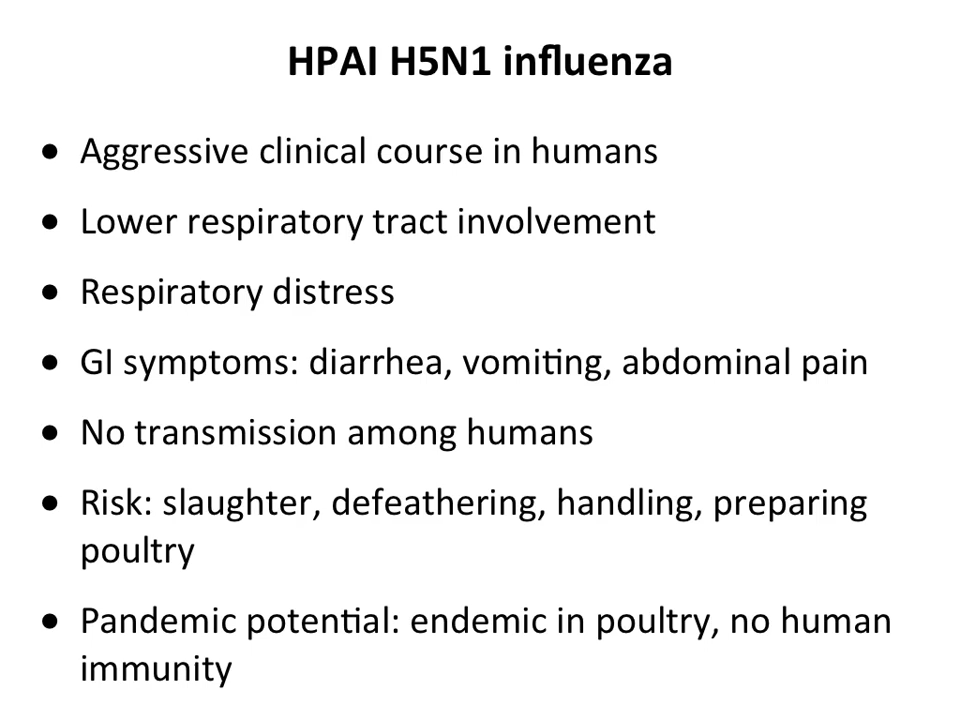 HPAI H5N1 influenza
• Aggressive clinical course in humans
• Lower respiratory tract involvement
• Respiratory distress
• GI symptoms: diarrhea, vomiting, abdominal pain
• No transmission among humans
• Risk: slaughter, defeathering, handling, preparing
poultry
• Pandemic potential: endemic in poultry, no human
immunity